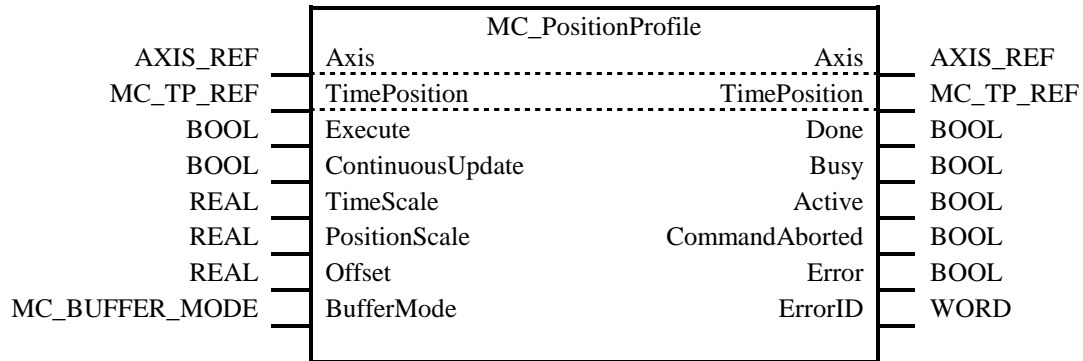 MC_PositionProfile
AXIS_REF Axis Axis AXIS_REF
MC_TP_REF TimePosition TimePosition MC_TP_REF
BOOL Execute Done BOOL
BOOL ContinuousUpdate Busy BOOL
REAL TimeScale Active BOOL
REAL PositionScale CommandAborted BOOL
REAL Offset Error BOOL
MC_BUFFER_MODE BufferMode ErrorID WORD